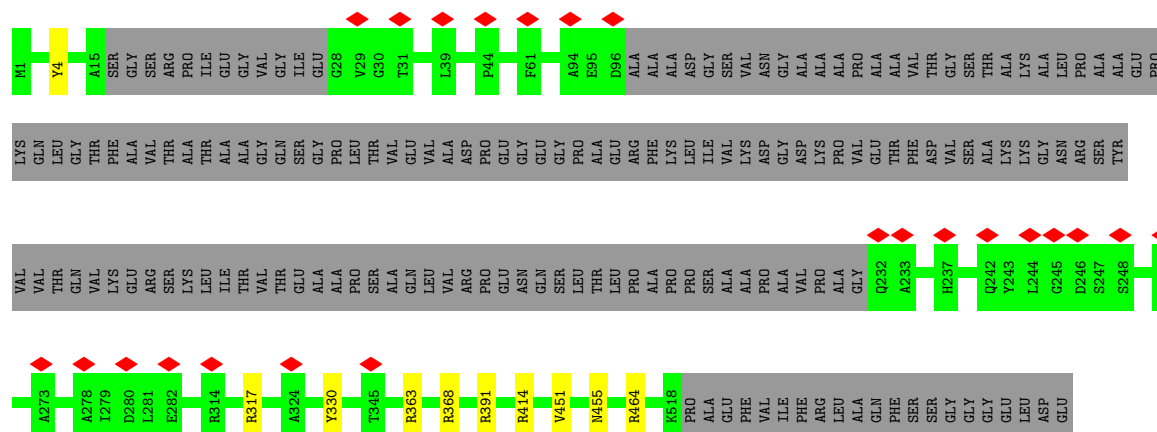 M1 Y4 A15 SER GLY SER ARG PRO ILE GLU GLY VAL GLY ILE GLU G28 V29 G30 T31 L39 P44 F61 A94 E95 D96 ALA ALA ALA ASP GLY SER VAL ASN GLY ALA ALA ALA PRO ALA ALA VAL THR GLY SER THR ALA LYS ALA LEU PRO ALA ALA GLU PRO
LYS GLN LEU GLY THR PHE ALA VAL THR ALA THR ALA ALA GLY GLN SER GLY PRO LEU THR VAL GLU VAL ALA ASP PRO GLU GLY GLU GLY PRO ALA GLU ARG PHE LYS LEU ILE VAL LYS ASP GLY ASP LYS PRO VAL GLU THR PHE ASP VAL SER ALA LYS LYS GLY ASN ARG SER TYR
VAL VAL THR GLN VAL LYS GLU ARG SER LYS LEU ILE THR VAL THR GLU ALA ALA PRO SER ALA GLN LEU VAL ARG PRO GLU ASN GLN SER LEU THR LEU PRO ALA PRO PRO SER ALA ALA PRO ALA VAL PRO ALA GLY Q232 A233 H237 Q242 Y243 L244 G245 D246 S247 S248
A273 A278 I279 D280 L281 E282 R314 R317 A324 Y330 T345 R363 R368 R391 R414 V451 N455 R464 K518 PRO ALA GLU PHE VAL ILE PHE ARG LEU ALA GLN PHE SER SER GLY GLY GLY GLU LEU ASP GLU